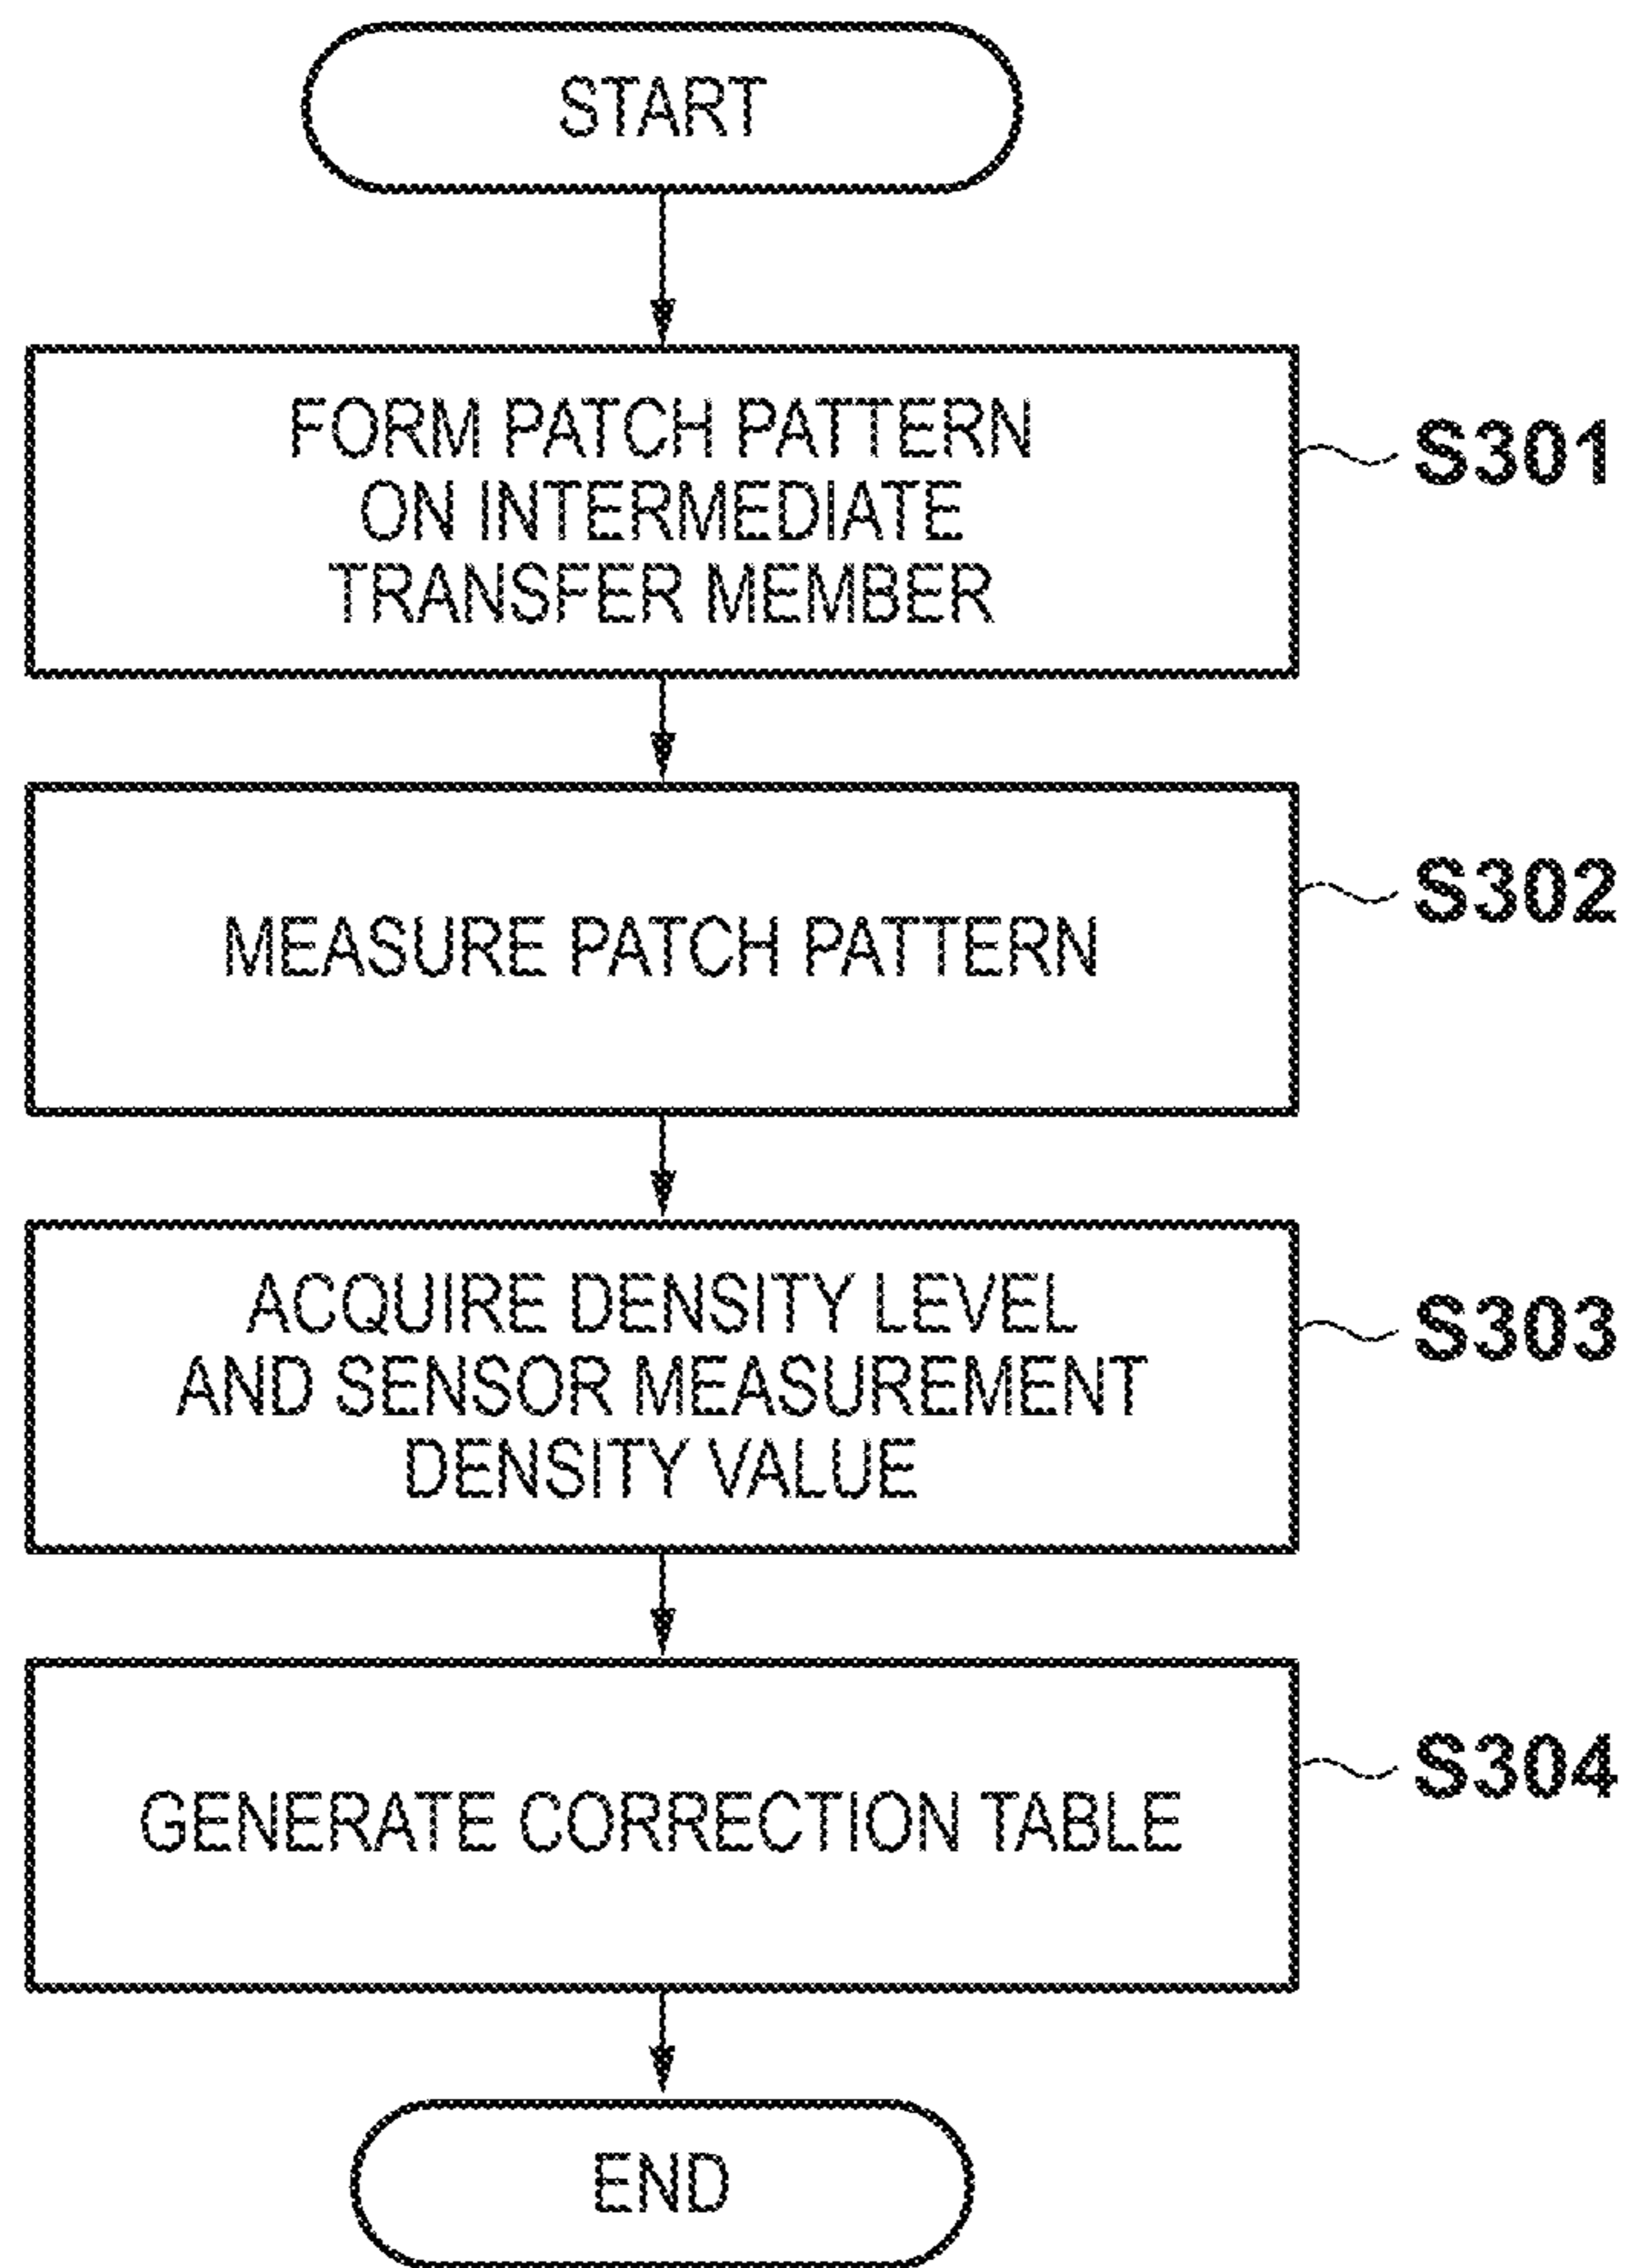 START
FORM PATCH PATTERN
ON INTERMEDIATE
TRANSFER MEMBER
S301
MEASURE PATCH PATTERN
S302
ACQUIRE DENSITY LEVEL
AND SENSOR MEASUREMENT
DENSITY VALUE
S303
GENERATE CORRECTION TABLE
S304
END